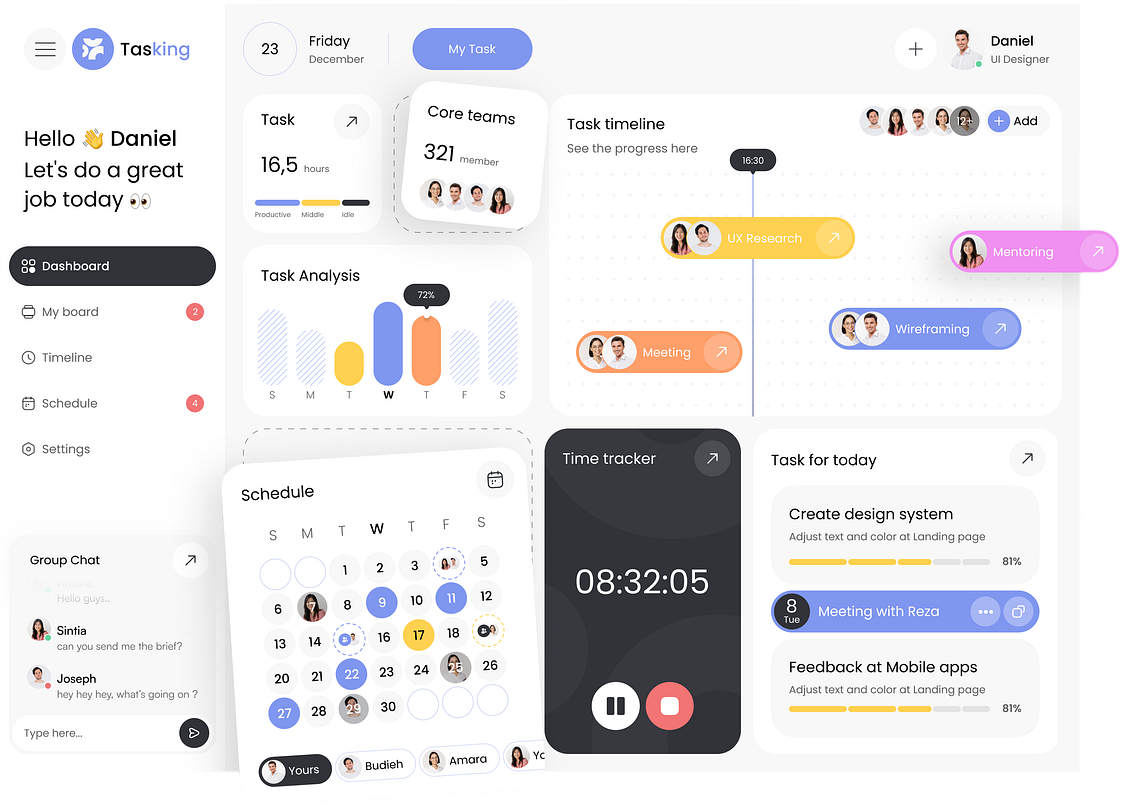 Tasking
Hello 👋 Daniel
Let's do a great
job today 👀
Dashboard
My board
2
Timeline
Schedule
4
Settings
Group Chat
Hello guys..
Sintia
can you send me the brief?
Joseph
hey hey hey, what's going on ?
Type here...
23
Friday
December
My Task
Daniel
UI Designer
Task
16,5 hours
Productive Middle Idle
Core teams
321 member
Task Analysis
72%
S M T W T F S
Task timeline
See the progress here
12+
Add
16:30
UX Research
Mentoring
Wireframing
Meeting
Schedule
S M T W T F S
1 2 3 5
6 7 8 9 10 11 12
13 14 16 17 18
20 21 22 23 24 25 26
27 28 29 30
Yours Budieh Amara
Time tracker
08:32:05
Task for today
Create design system
Adjust text and color at Landing page
81%
8
Tue
Meeting with Reza
Feedback at Mobile apps
Adjust text and color at Landing page
81%